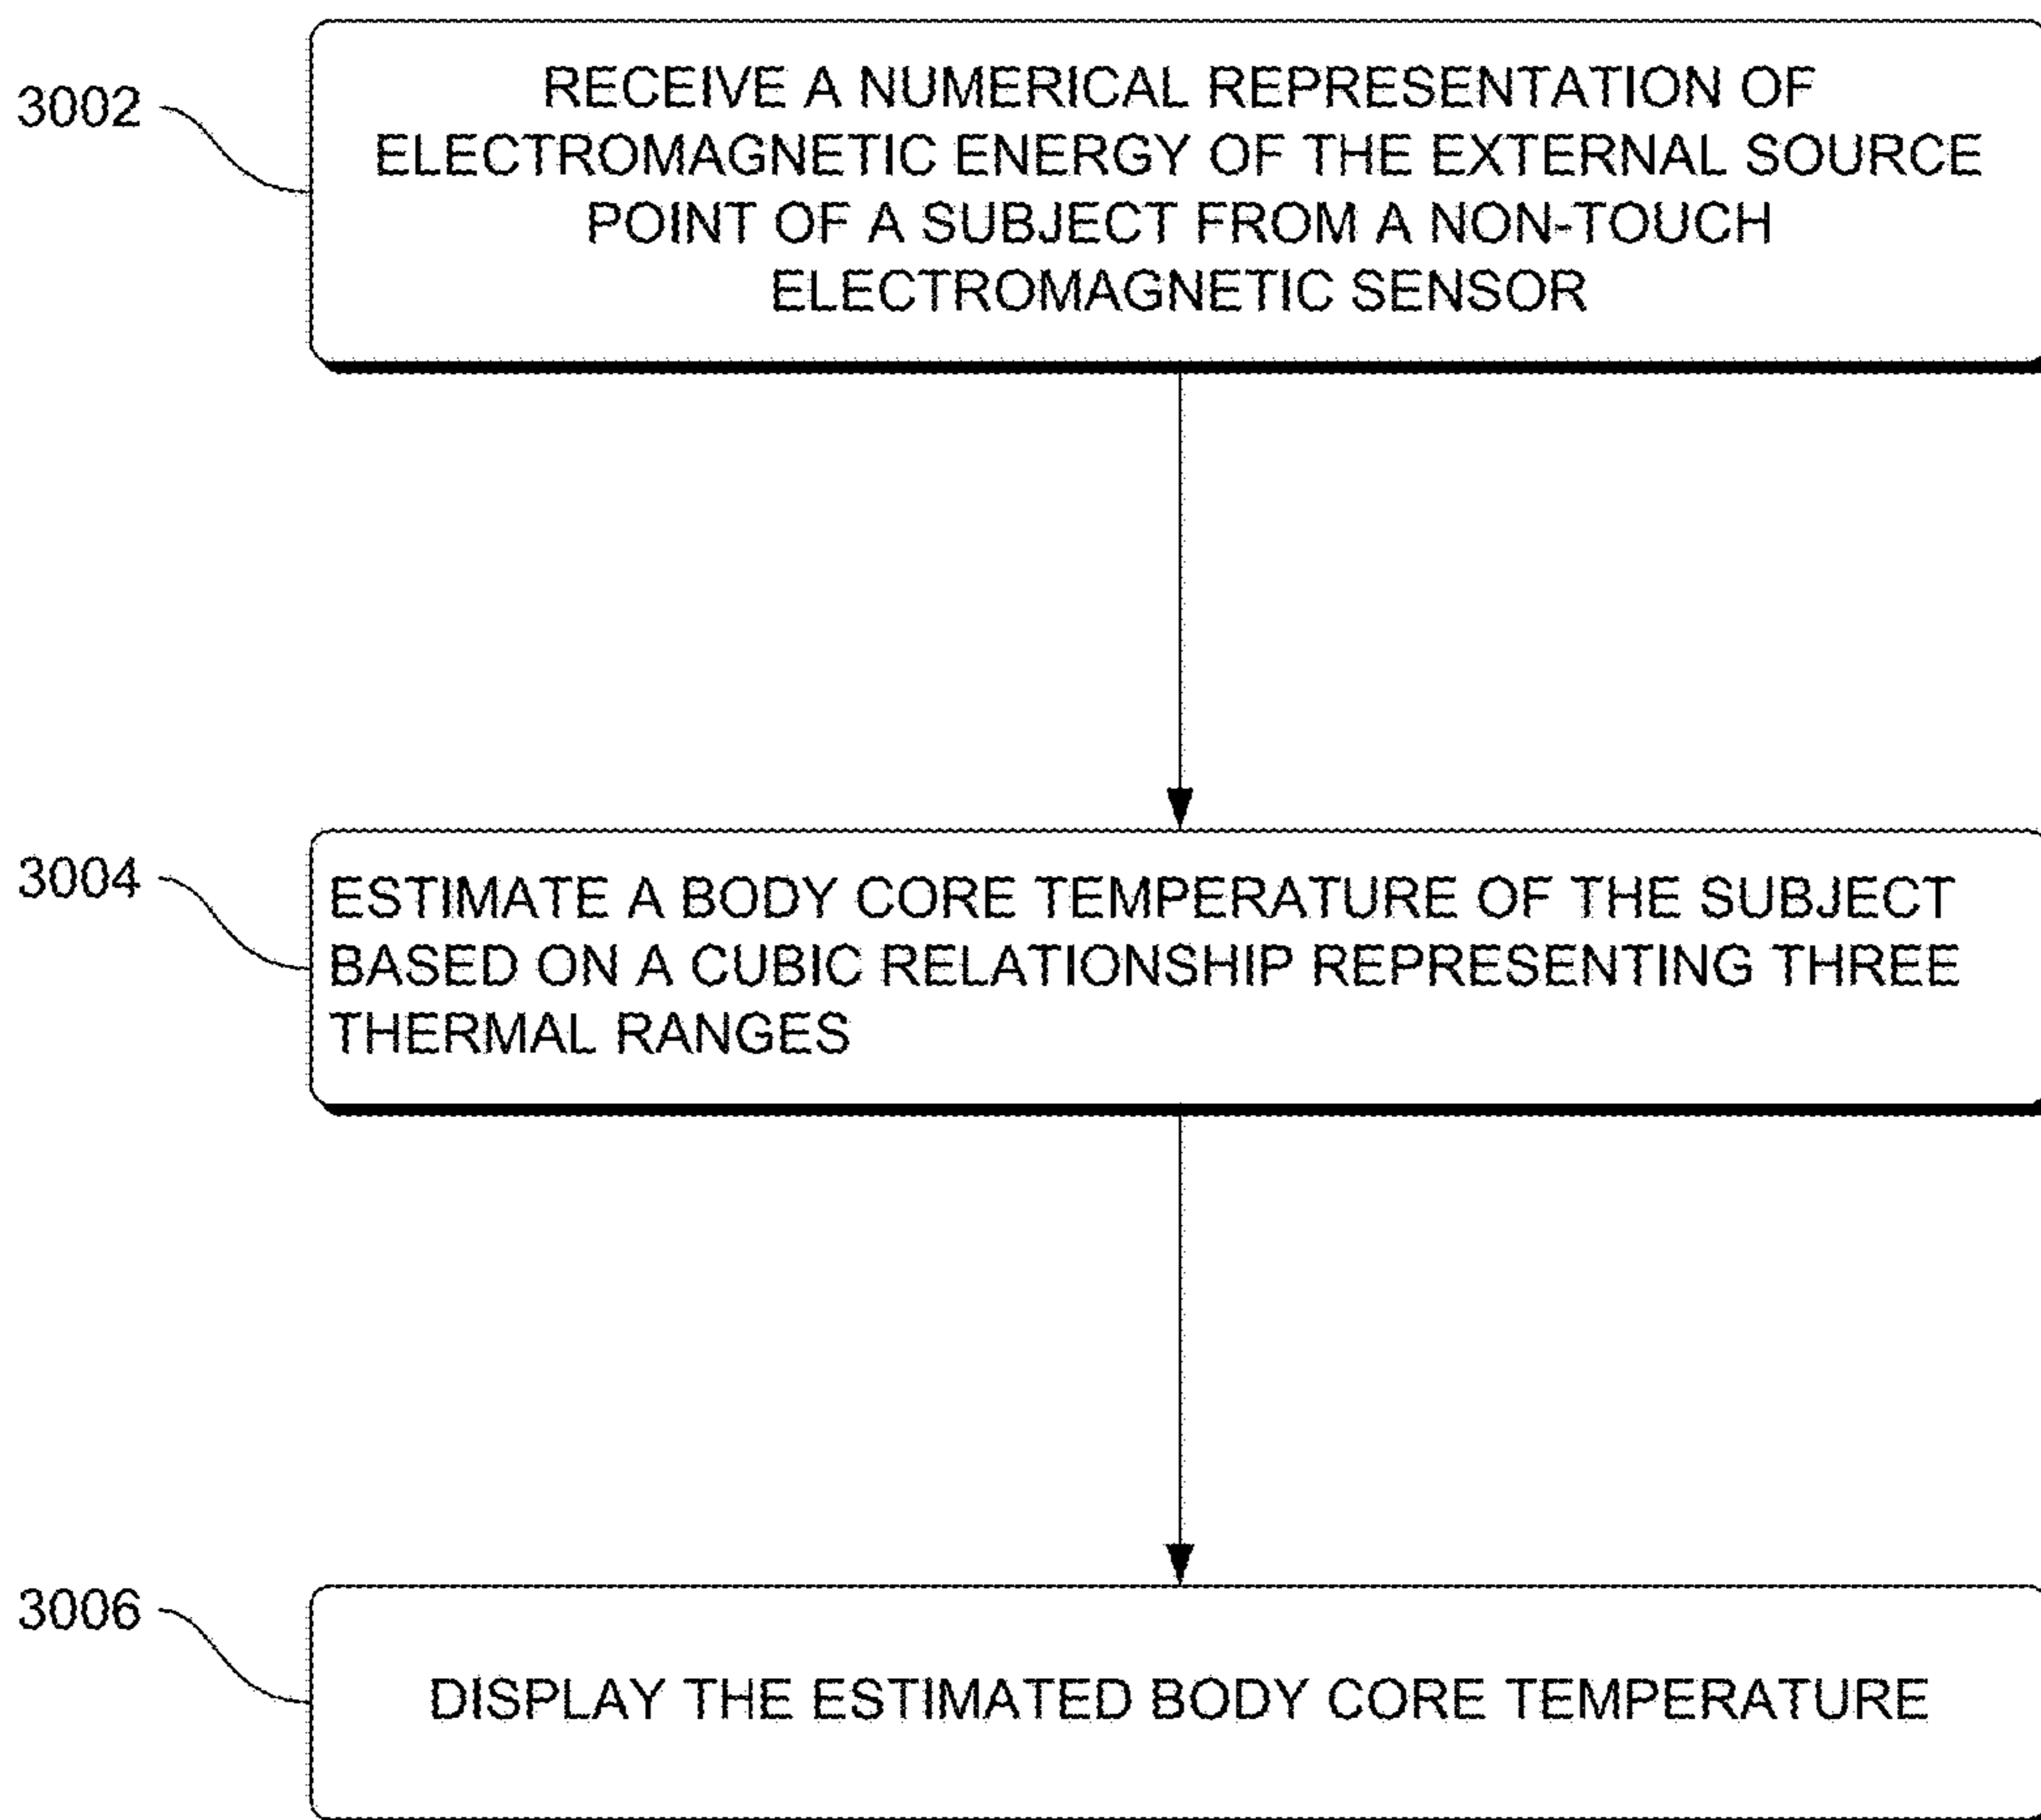 3002
RECEIVE A NUMERICAL REPRESENTATION OF
ELECTROMAGNETIC ENERGY OF THE EXTERNAL SOURCE
POINT OF A SUBJECT FROM A NON-TOUCH
ELECTROMAGNETIC SENSOR
3004
ESTIMATE A BODY CORE TEMPERATURE OF THE SUBJECT
BASED ON A CUBIC RELATIONSHIP REPRESENTING THREE
THERMAL RANGES
3006
DISPLAY THE ESTIMATED BODY CORE TEMPERATURE